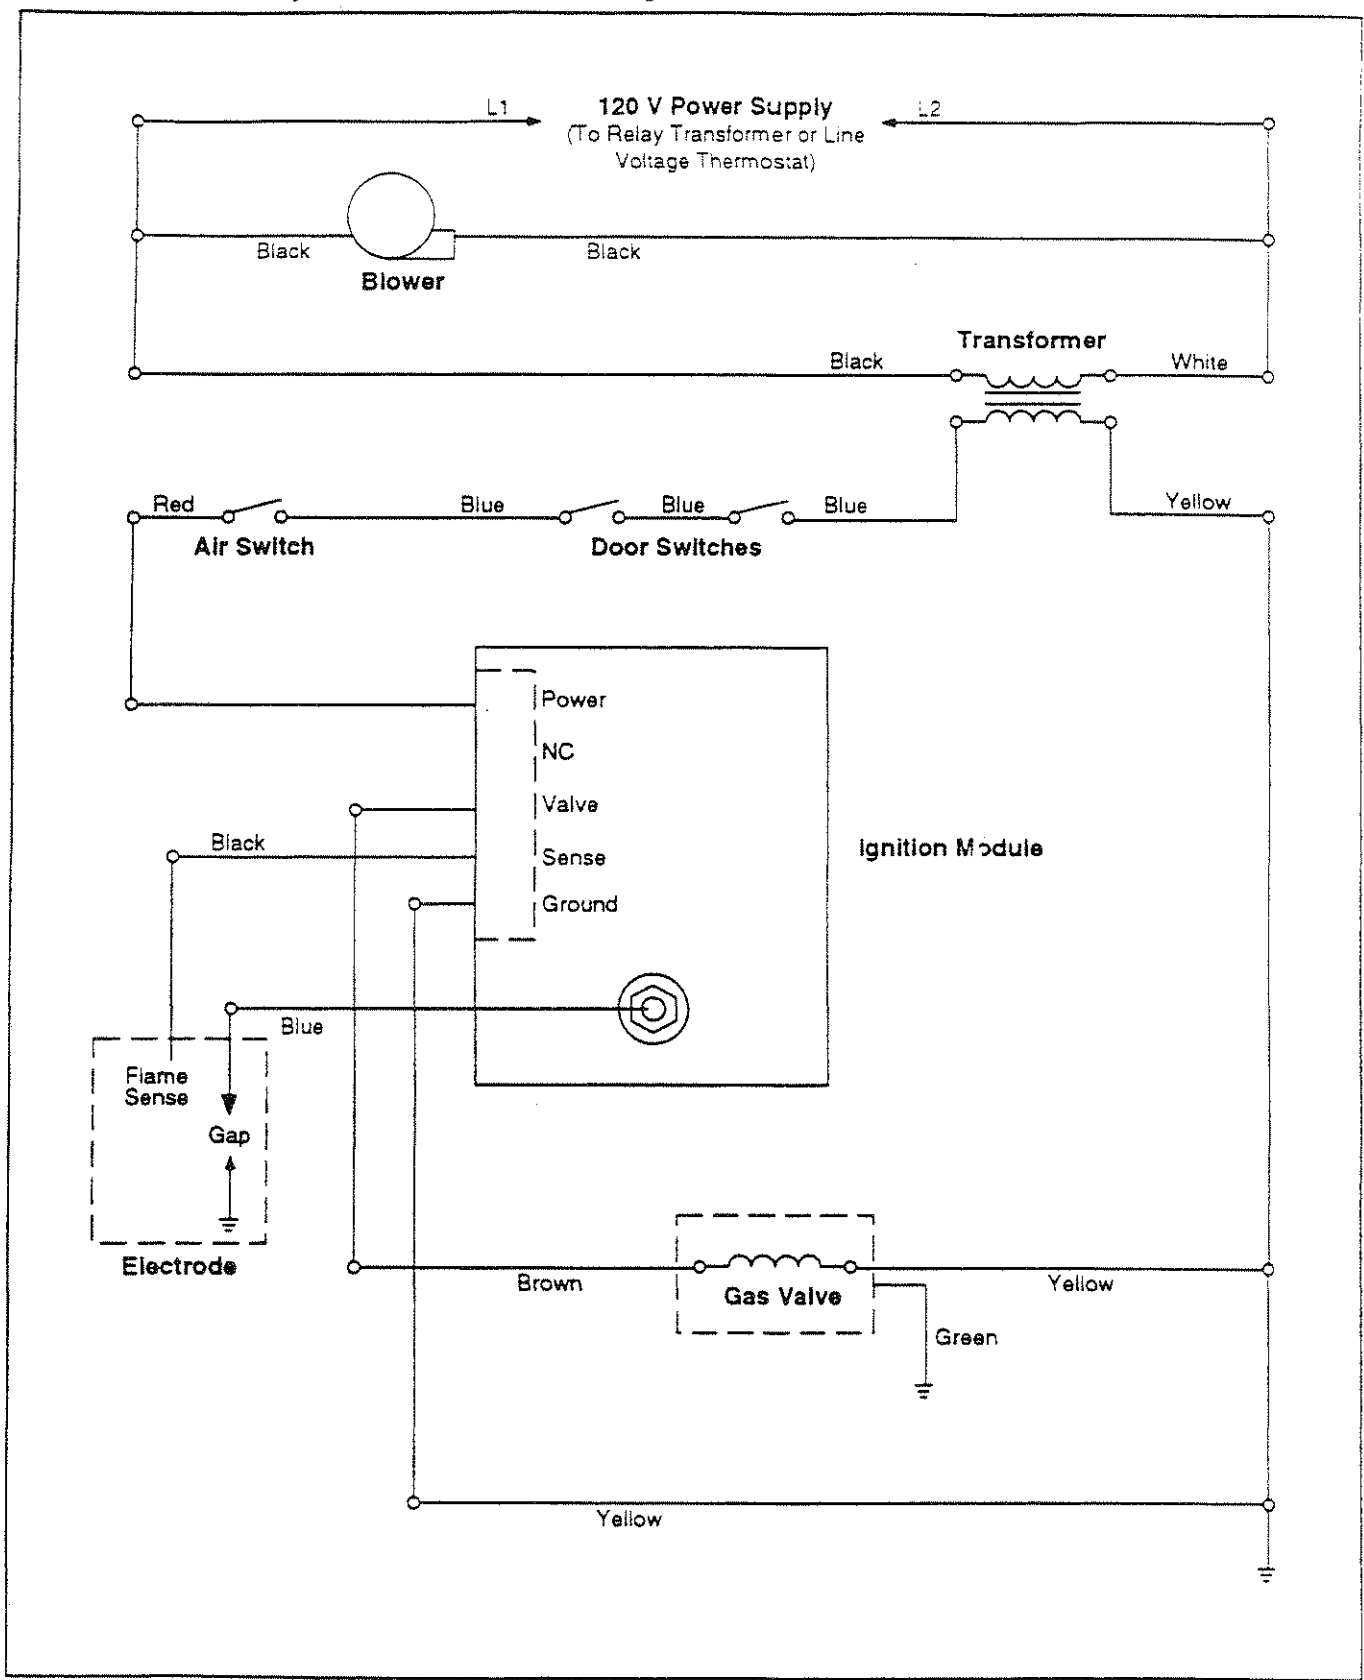 L1
120 V Power Supply
L2
(To Relay Transformer or Line
Voltage Thermostat)
Black
Black
Blower
Transformer
Black
White
Red
Blue
Blue
Blue
Yellow
Air Switch
Door Switches
Power
NC
Valve
Black
Sense
Ignition Module
Ground
Blue
Flame
Sense
Gap
Electrode
Brown
Gas Valve
Yellow
Green
Yellow